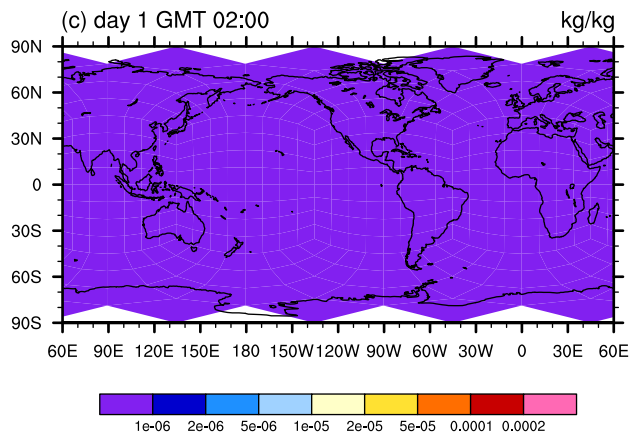 (c) day 1 GMT 02:00 kg/kg
90N
60N
30N
0
30S
60S
90S
60E 90E 120E 150E 180 150W 120W 90W 60W 30W 0 30E 60E
1e-06 2e-06 5e-06 1e-05 2e-05 5e-05 0.0001 0.0002